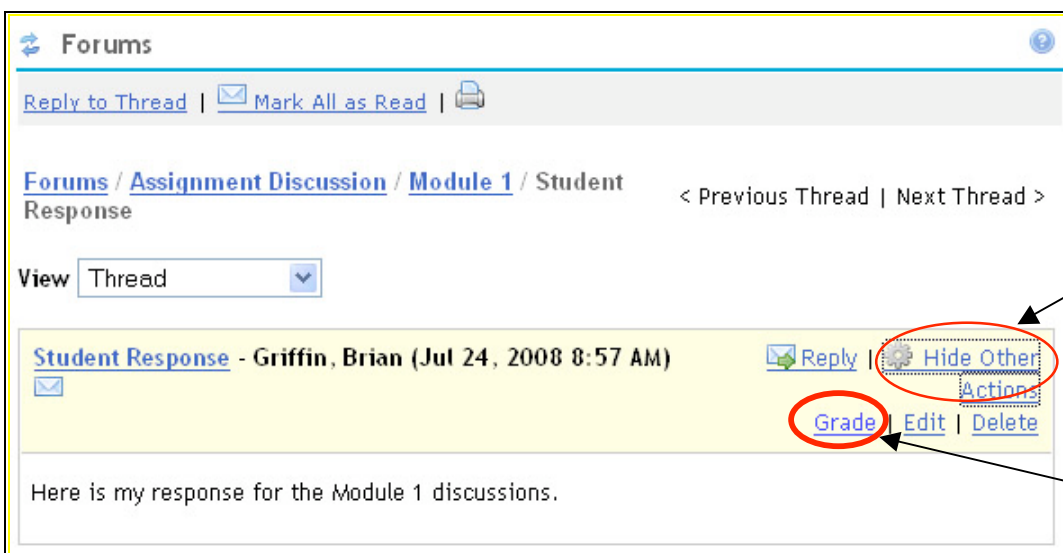 Forums
Reply to Thread | Mark All as Read |
Forums / Assignment Discussion / Module 1 / Student
Response
< Previous Thread | Next Thread >
View Thread
Student Response - Griffin, Brian (Jul 24, 2008 8:57 AM)
Reply | Hide Other
Actions
Grade | Edit | Delete
Here is my response for the Module 1 discussions.